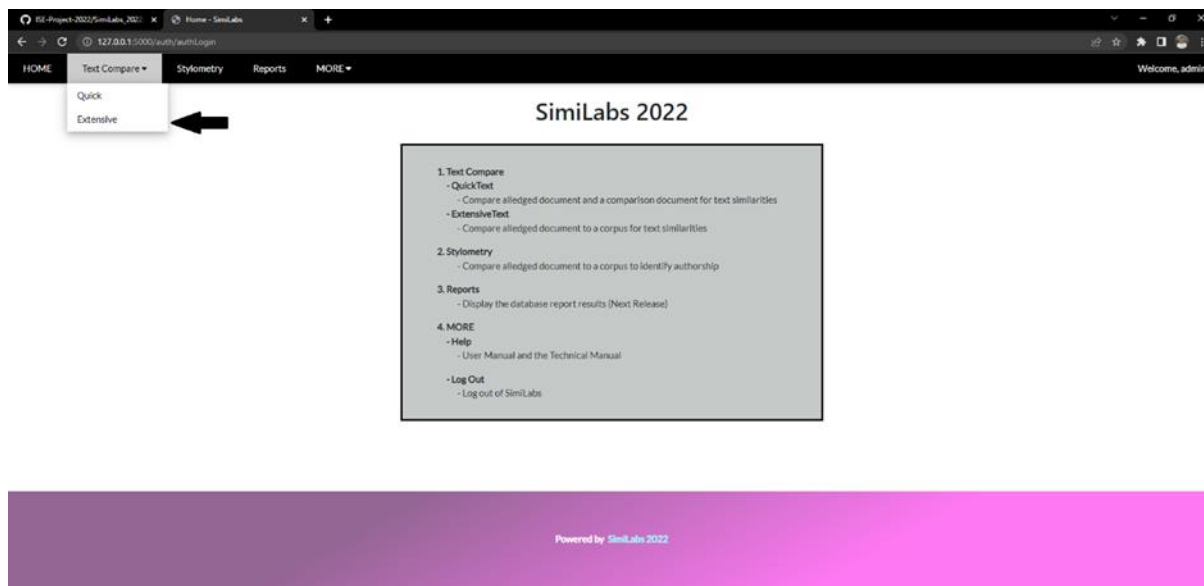 ISE-Project-2022/SimiLabs_2022
Home - SimiLabs
127.0.0.1:5000/auth/authLogin
HOME Text Compare Stylometry Reports MORE Welcome, admin
Quick
Extensive
SimiLabs 2022
1. Text Compare
- QuickText
- Compare alledged document and a comparison document for text similarities
- ExtensiveText
- Compare alledged document to a corpus for text similarities
2. Stylometry
- Compare alledged document to a corpus to identify authorship
3. Reports
- Display the database report results (Next Release)
4. MORE
- Help
- User Manual and the Technical Manual
- Log Out
- Log out of SimiLabs
Powered by SimiLabs 2022